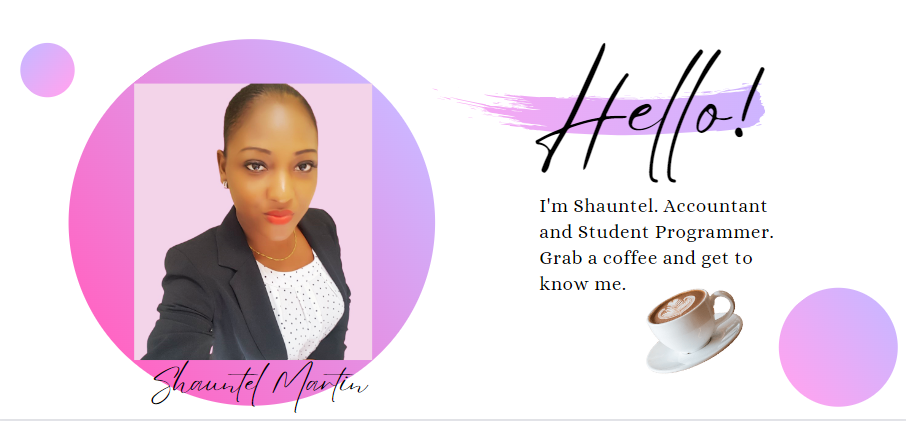 Hello!
I'm Shauntel. Accountant
and Student Programmer.
Grab a coffee and get to
know me.
Shauntel Martin